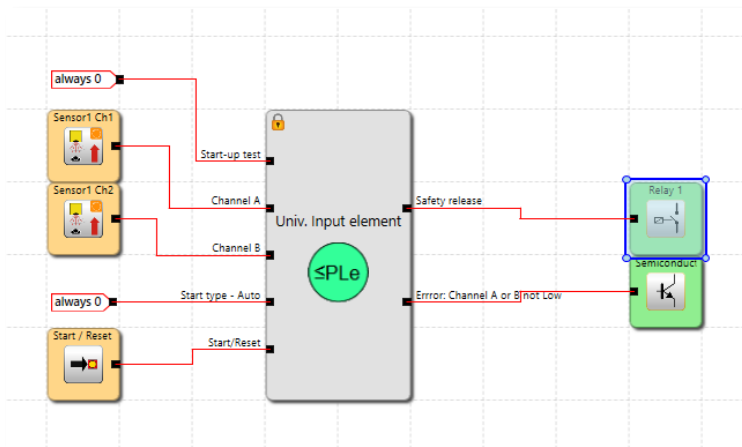 always 0
Sensor1 Ch1
Start-up test
Sensor1 Ch2
Channel A
Safety release
Relay 1
Univ. Input element
Channel B
≤PLe
Semiconduct
always 0
Start type - Auto
Errror: Channel A or B not Low
Start / Reset
Start/Reset